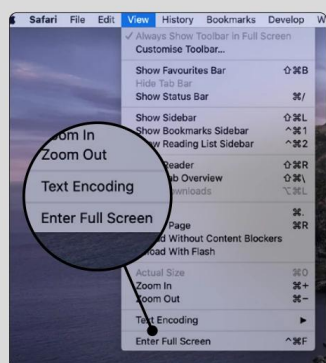 Safari File Edit View History Bookmarks Develop
✓ Always Show Toolbar in Full Screen
Customise Toolbar...
Show Favourites Bar ⇧⌘B
Hide Tab Bar
Show Status Bar ⌘/
Show Sidebar ⇧⌘L
Show Bookmarks Sidebar ^⌘1
Show Reading List Sidebar ^⌘2
Reader ⇧⌘R
Overview ⇧⌘\
⌥⌘L
⌘.
Page ⌘R
Without Content Blockers
With Flash
Actual Size ⌘0
Zoom In ⌘+
Zoom Out ⌘-
Text Encoding ▶
Enter Full Screen ^⌘F
In
Zoom Out
Text Encoding
Enter Full Screen